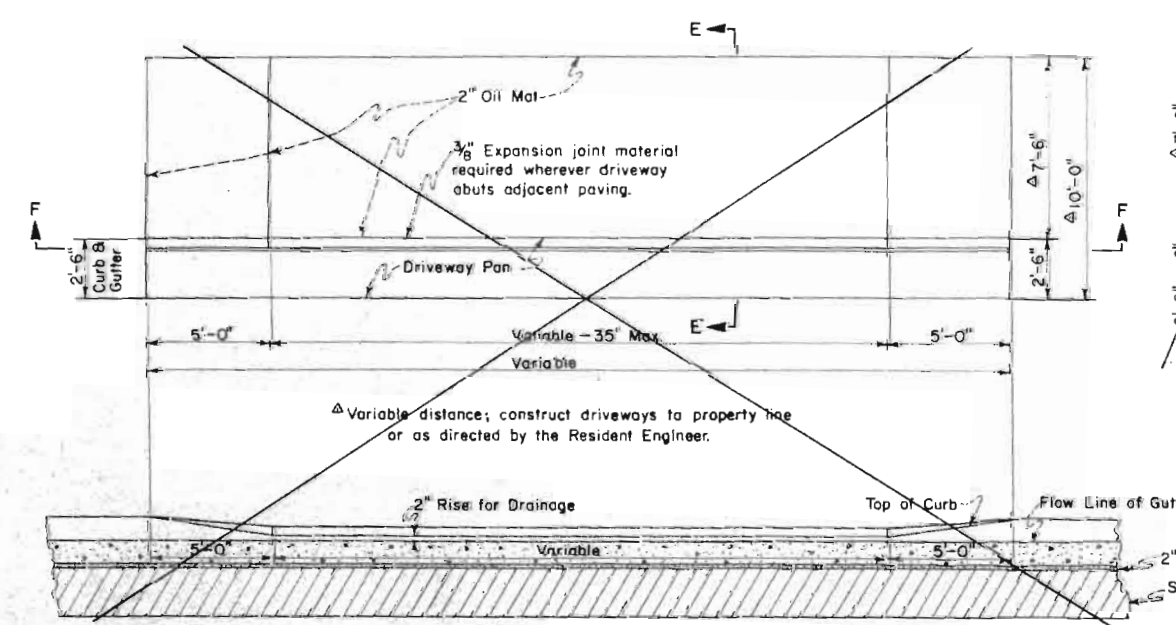 E
2" Oil Mat
3/8" Expansion joint material
required wherever driveway
abuts adjacent paving.
△7'-6"
△10'-0"
F
F
2'-6"
Curb &
Gutter
Driveway Pan
2'-6"
E
5'-0"
Variable - 35" Max
5'-0"
Variable
△ Variable distance; construct driveways to property line
or as directed by the Resident Engineer.
2" Rise for Drainage
Top of Curb
Flow Line of Gut
5'-0"
Variable
5'-0"
2"
S